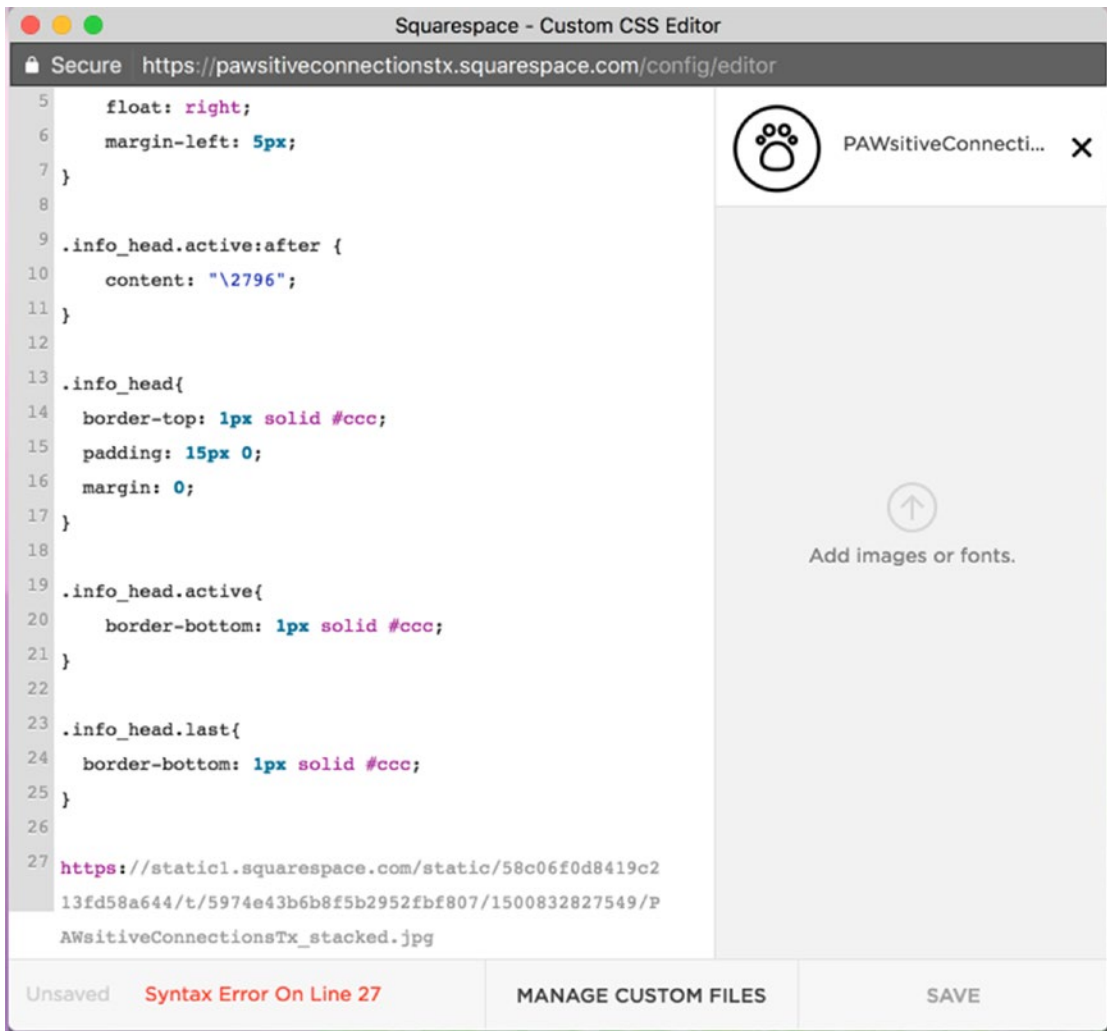 Squarespace - Custom CSS Editor
Secure https://pawsitiveconnectionstx.squarespace.com/config/editor
5 float: right;
6 margin-left: 5px;
7 }
8
9 .info_head.active:after {
10 content: "\2796";
11 }
12
13 .info_head{
14 border-top: 1px solid #ccc;
15 padding: 15px 0;
16 margin: 0;
17 }
18
19 .info_head.active{
20 border-bottom: 1px solid #ccc;
21 }
22
23 .info_head.last{
24 border-bottom: 1px solid #ccc;
25 }
26
27 https://static1.squarespace.com/static/58c06f0d8419c2
13fd58a644/t/5974e43b6b8f5b2952fbf807/1500832827549/P
AWsitiveConnectionsTx_stacked.jpg
PAWsitiveConnecti...
Add images or fonts.
Unsaved Syntax Error On Line 27 MANAGE CUSTOM FILES SAVE